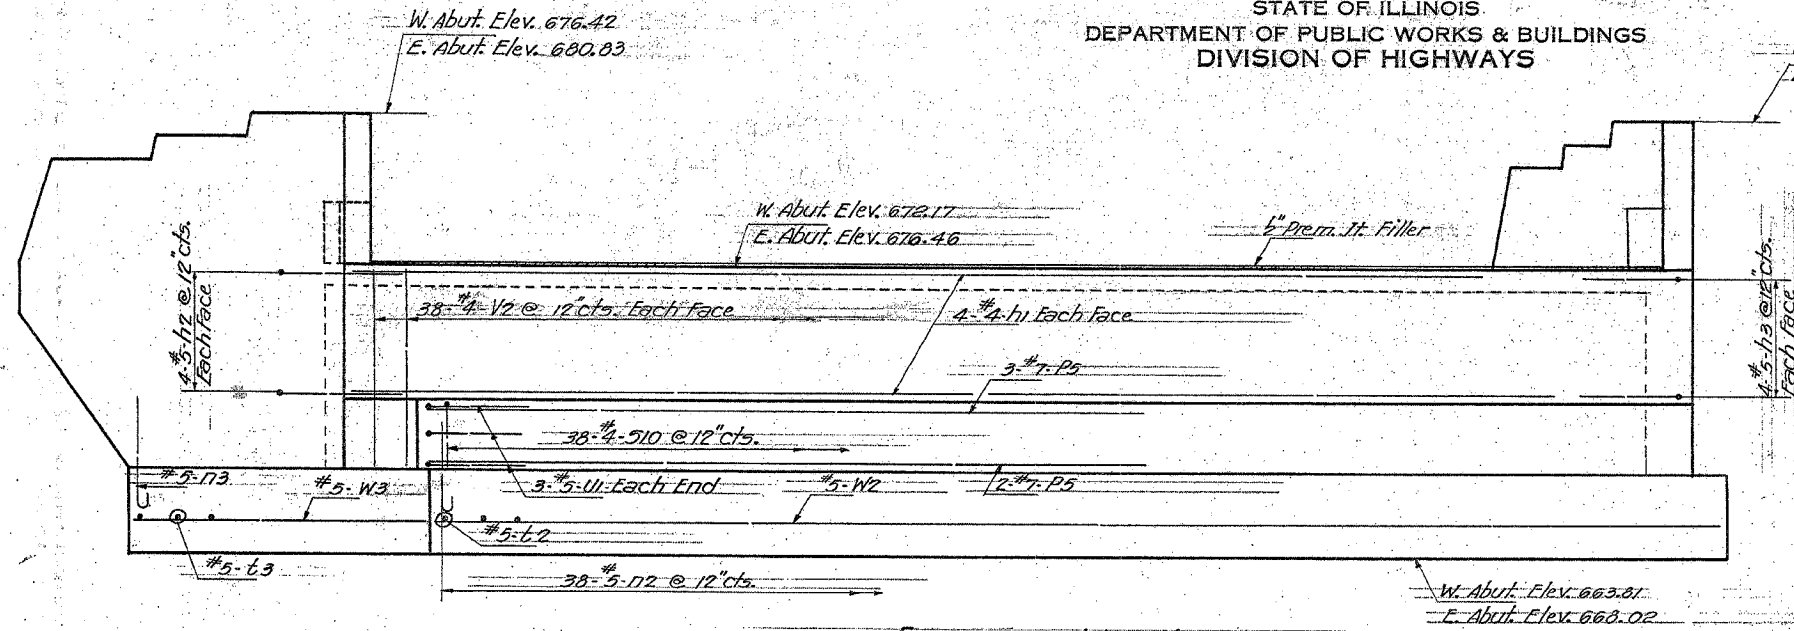 W. Abut. Elev. 676.42
E. Abut. Elev. 680.83
STATE OF ILLINOIS
DEPARTMENT OF PUBLIC WORKS & BUILDINGS
DIVISION OF HIGHWAYS
W. Abut. Elev. 672.17
E. Abut. Elev. 676.46
Prem. Jt. Filler
4-#5-h2 @ 12"cts.
Each Face
38-#4-V2 @ 12"cts. Each Face
4-#4-h1 Each Face
4-#5-h3 @ 12"cts.
Each Face
3-#7-P5
38-#4-S10 @ 12"cts.
#5-n3
#5-W3
3-#5-U1-Each End
#5-W2
2-#7-P5
#5-t2
#5-t3
38-#5-n2 @ 12"cts.
W. Abut. Elev. 663.81
E. Abut. Elev. 668.02